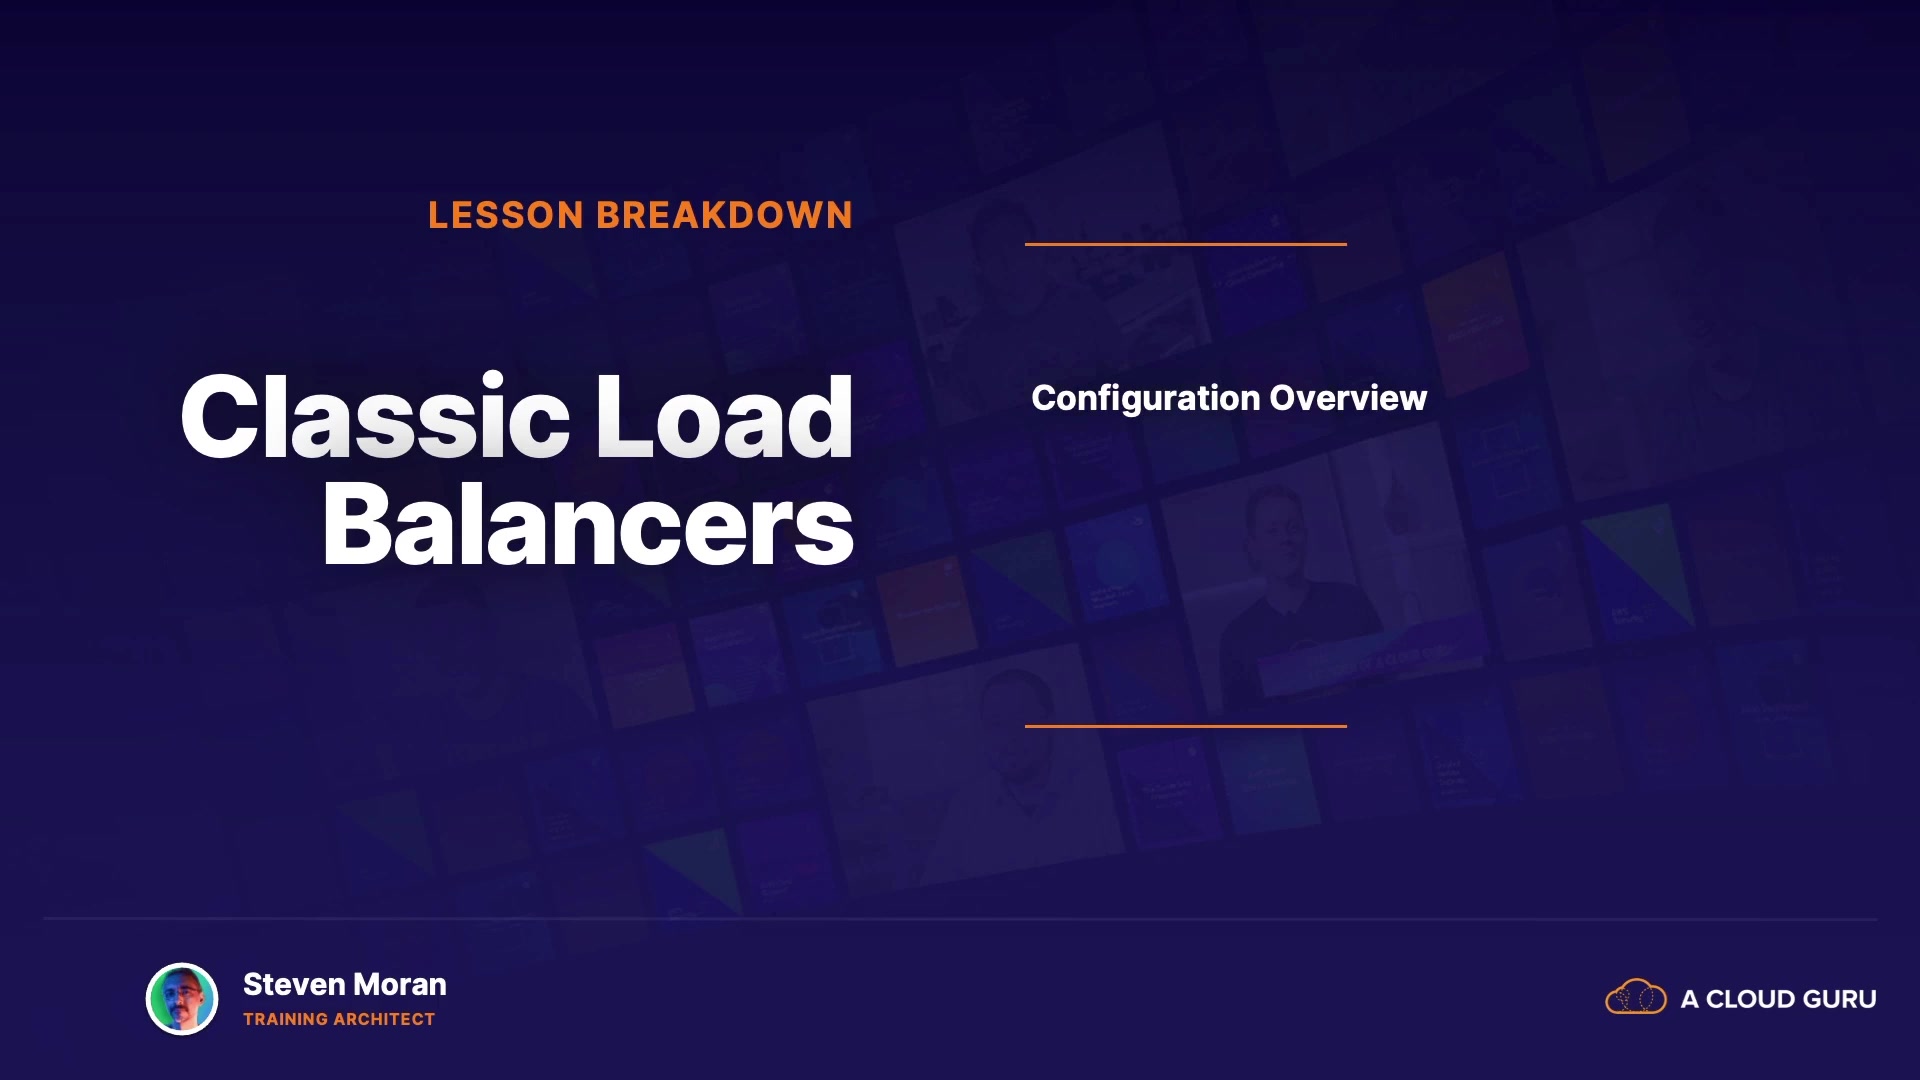 LESSON BREAKDOWN
Classic Load
Balancers
Configuration Overview
Steven Moran
TRAINING ARCHITECT
A CLOUD GURU